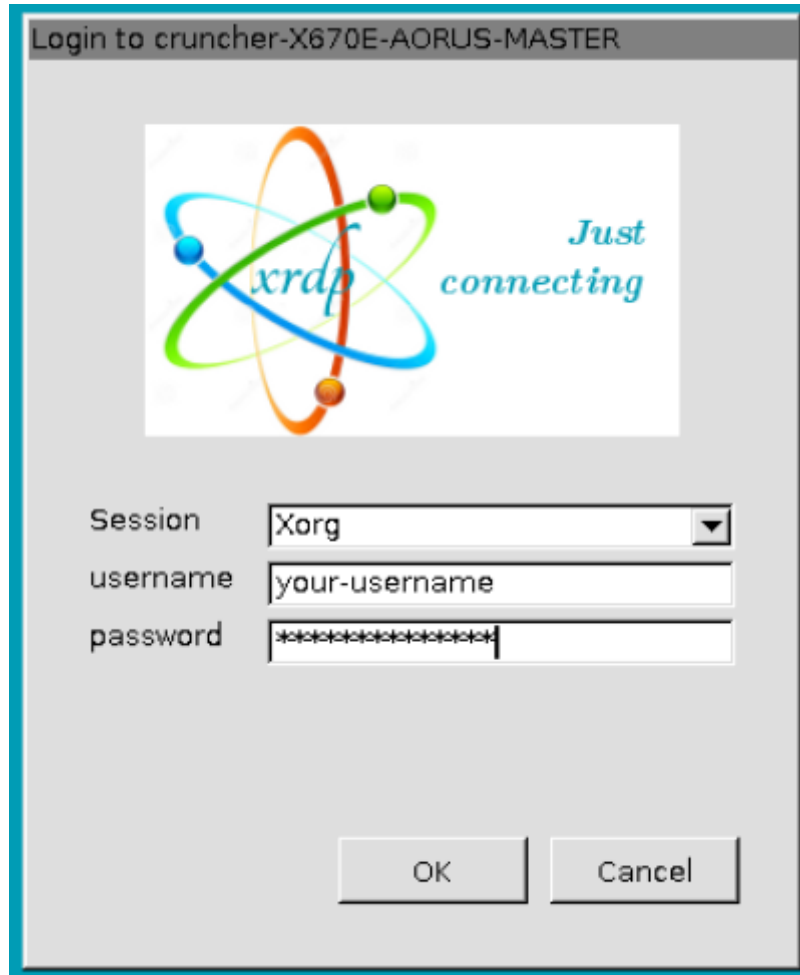 Login to cruncher-X670E-AORUS-MASTER
xrdp
Just
connecting
Session
Xorg
username
your-username
password
***************
OK
Cancel